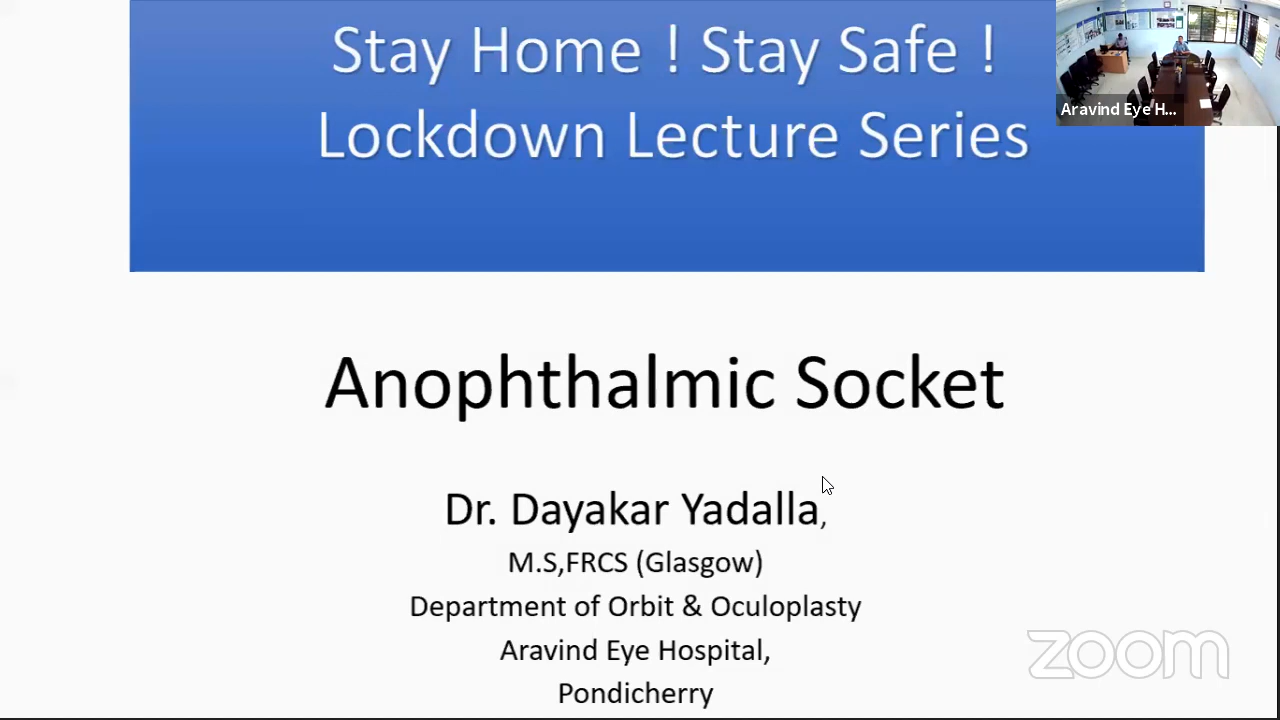 Stay Home ! Stay Safe !
Lockdown Lecture Series
Aravind Eye H...
Anophthalmic Socket
Dr. Dayakar Yadalla,
M.S,FRCS (Glasgow)
Department of Orbit & Oculoplasty
Aravind Eye Hospital,
Pondicherry
zoom